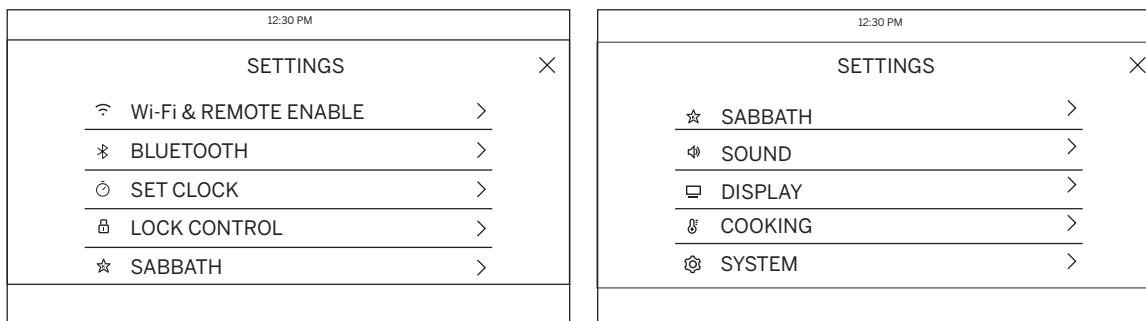 12:30 PM
SETTINGS
Wi-Fi & REMOTE ENABLE
BLUETOOTH
SET CLOCK
LOCK CONTROL
SABBATH
12:30 PM
SETTINGS
SABBATH
SOUND
DISPLAY
COOKING
SYSTEM